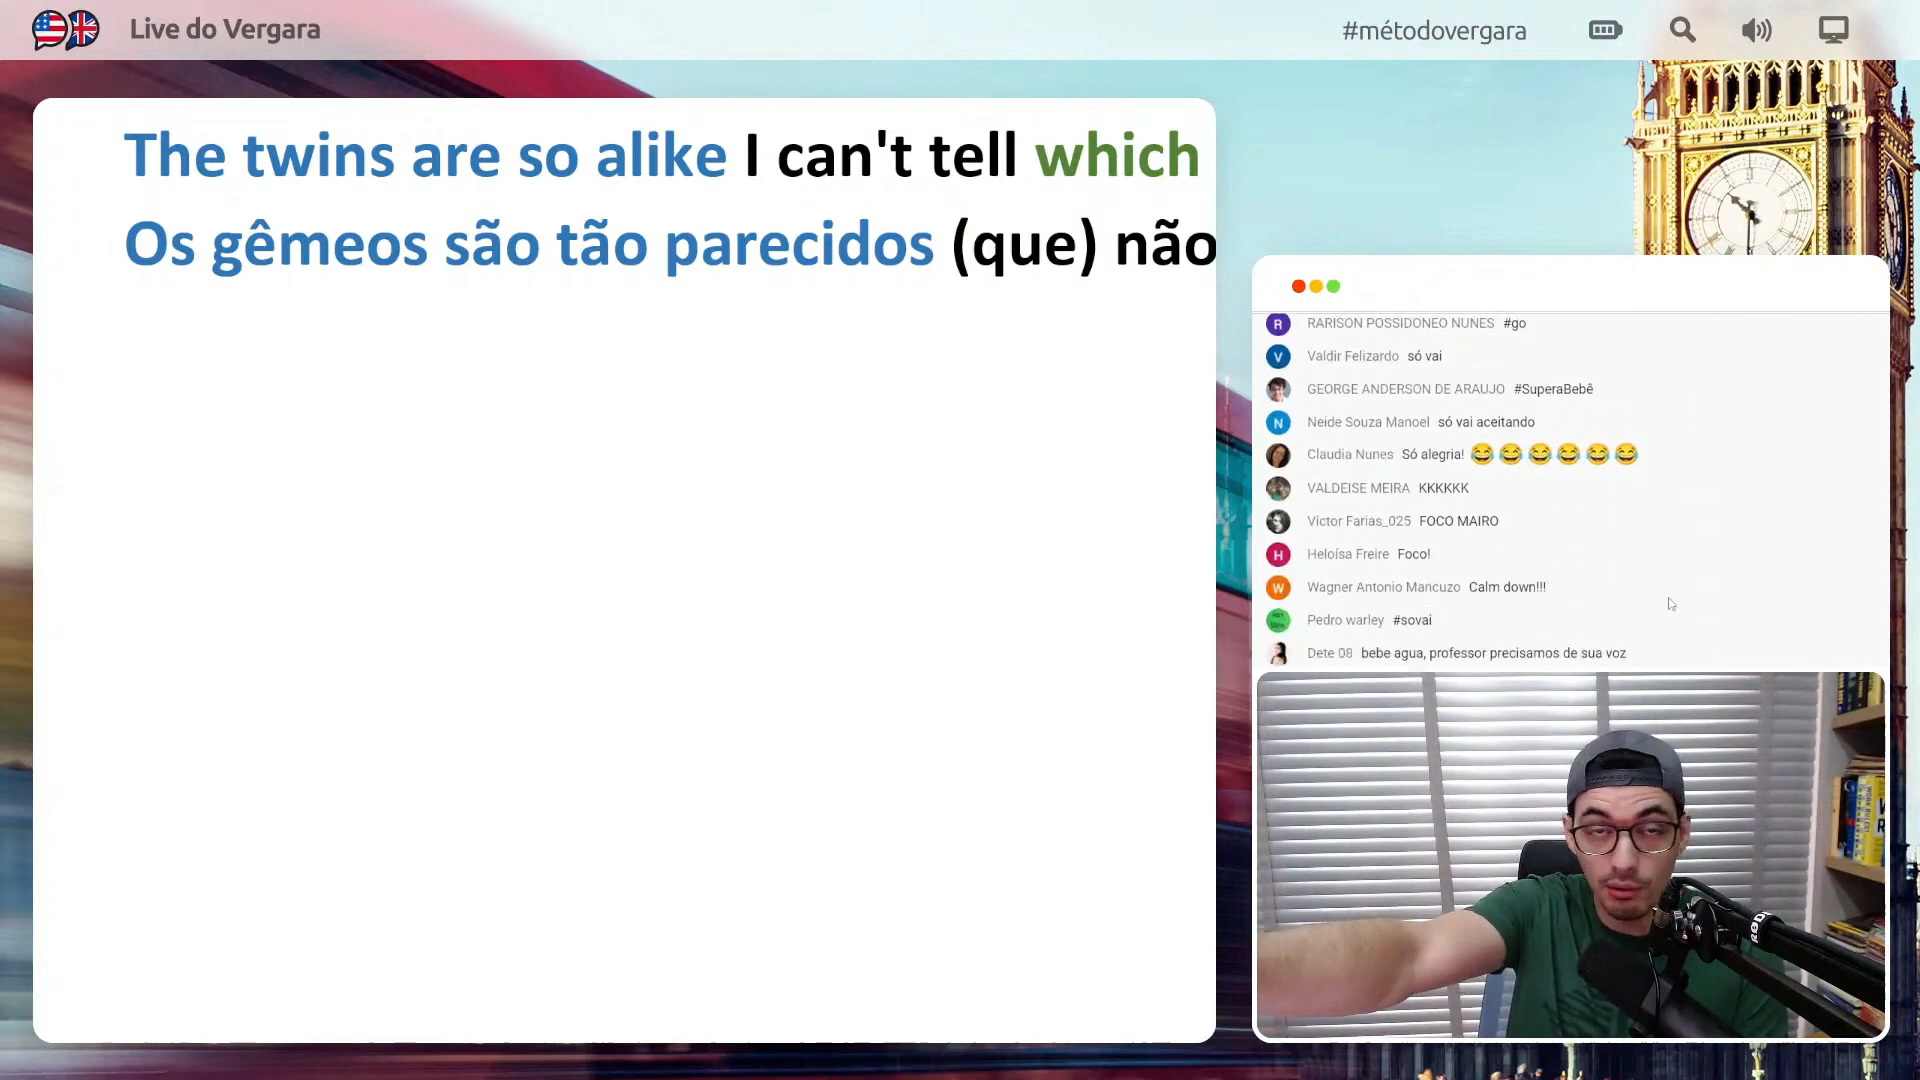 Live do Vergara
#métodovergara
The twins are so alike I can't tell which
Os gêmeos são tão parecidos (que) não
R RARISON POSSIDONEO NUNES #go
V Valdir Felizardo só vai
GEORGE ANDERSON DE ARAUJO #SuperaBebê
N Neide Souza Manoel só vai aceitando
Claudia Nunes Só alegria! 😂😂😂😂😂😂
VALDEISE MEIRA KKKKKK
Victor Farias_025 FOCO MAIRO
H Heloísa Freire Foco!
W Wagner Antonio Mancuzo Calm down!!!
Pedro warley #sovai
Dete 08 bebe agua, professor precisamos de sua voz